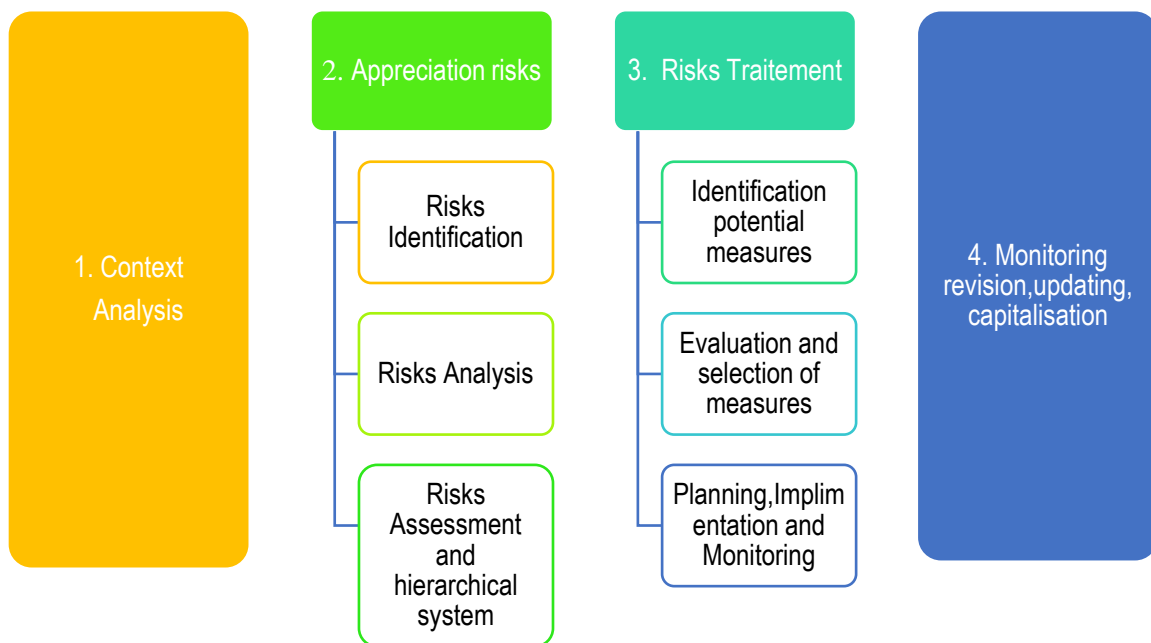 1. Context
Analysis
2. Appreciation risks
Risks
Identification
Risks Analysis
Risks
Assessment
and
hierarchical
system
3. Risks Traitement
Identification
potential
measures
Evaluation and
selection of
measures
Planning,Implim
entation and
Monitoring
4. Monitoring
revision,updating,
capitalisation